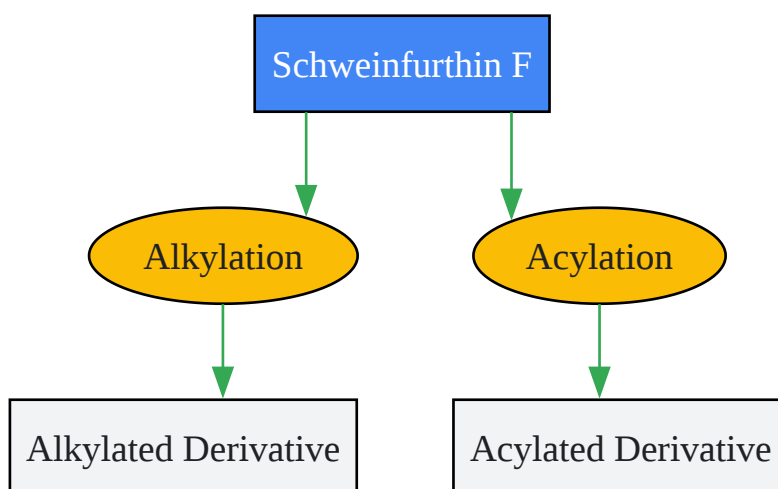 Schweinfurthin F
Alkylation
Acylation
Alkylated Derivative
Acylated Derivative